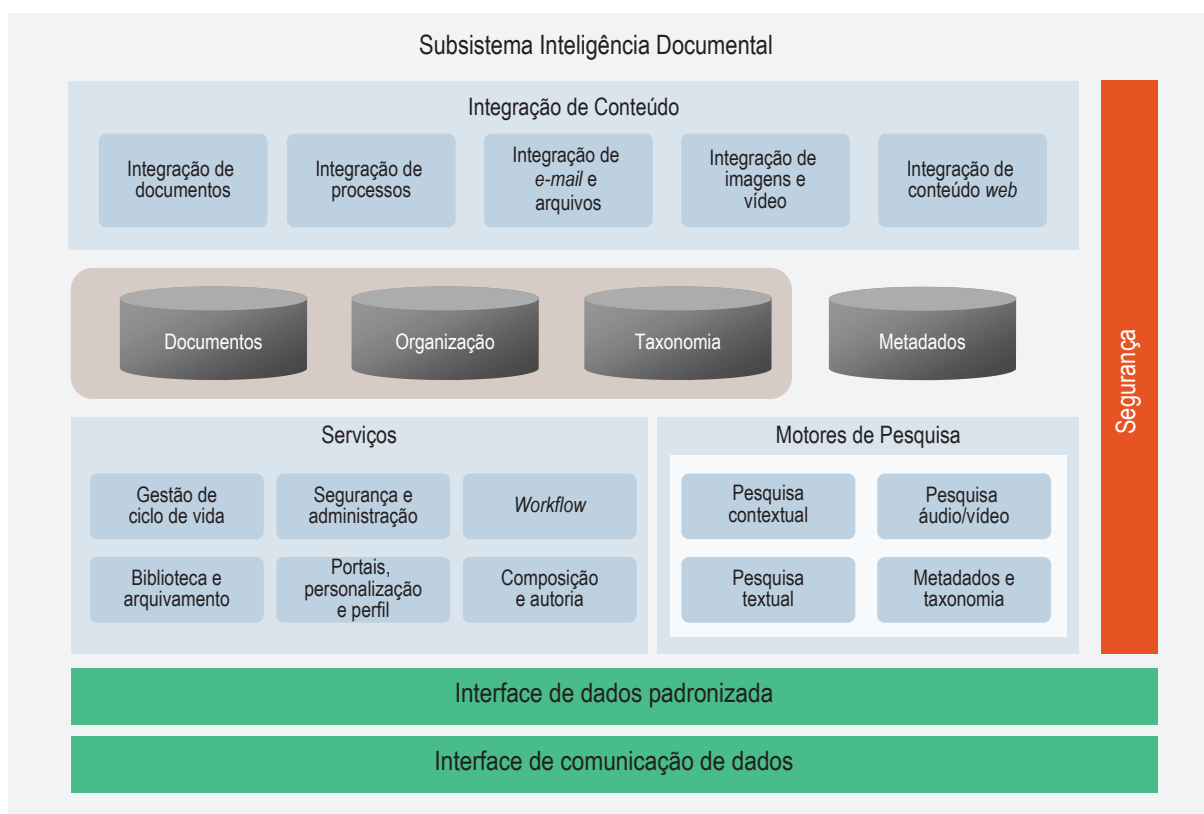 Subsistema Inteligência Documental
Integração de Conteúdo
Integração de
documentos
Integração de
processos
Integração de
e-mail e
arquivos
Integração de
imagens e
vídeo
Integração de
conteúdo web
Documentos
Organização
Taxonomia
Metadados
Segurança
Serviços
Gestão de
ciclo de vida
Segurança e
administração
Workflow
Biblioteca e
arquivamento
Portais,
personalização
e perfil
Composição
e autoria
Motores de Pesquisa
Pesquisa
contextual
Pesquisa
áudio/vídeo
Pesquisa
textual
Metadados e
taxonomia
Interface de dados padronizada
Interface de comunicação de dados